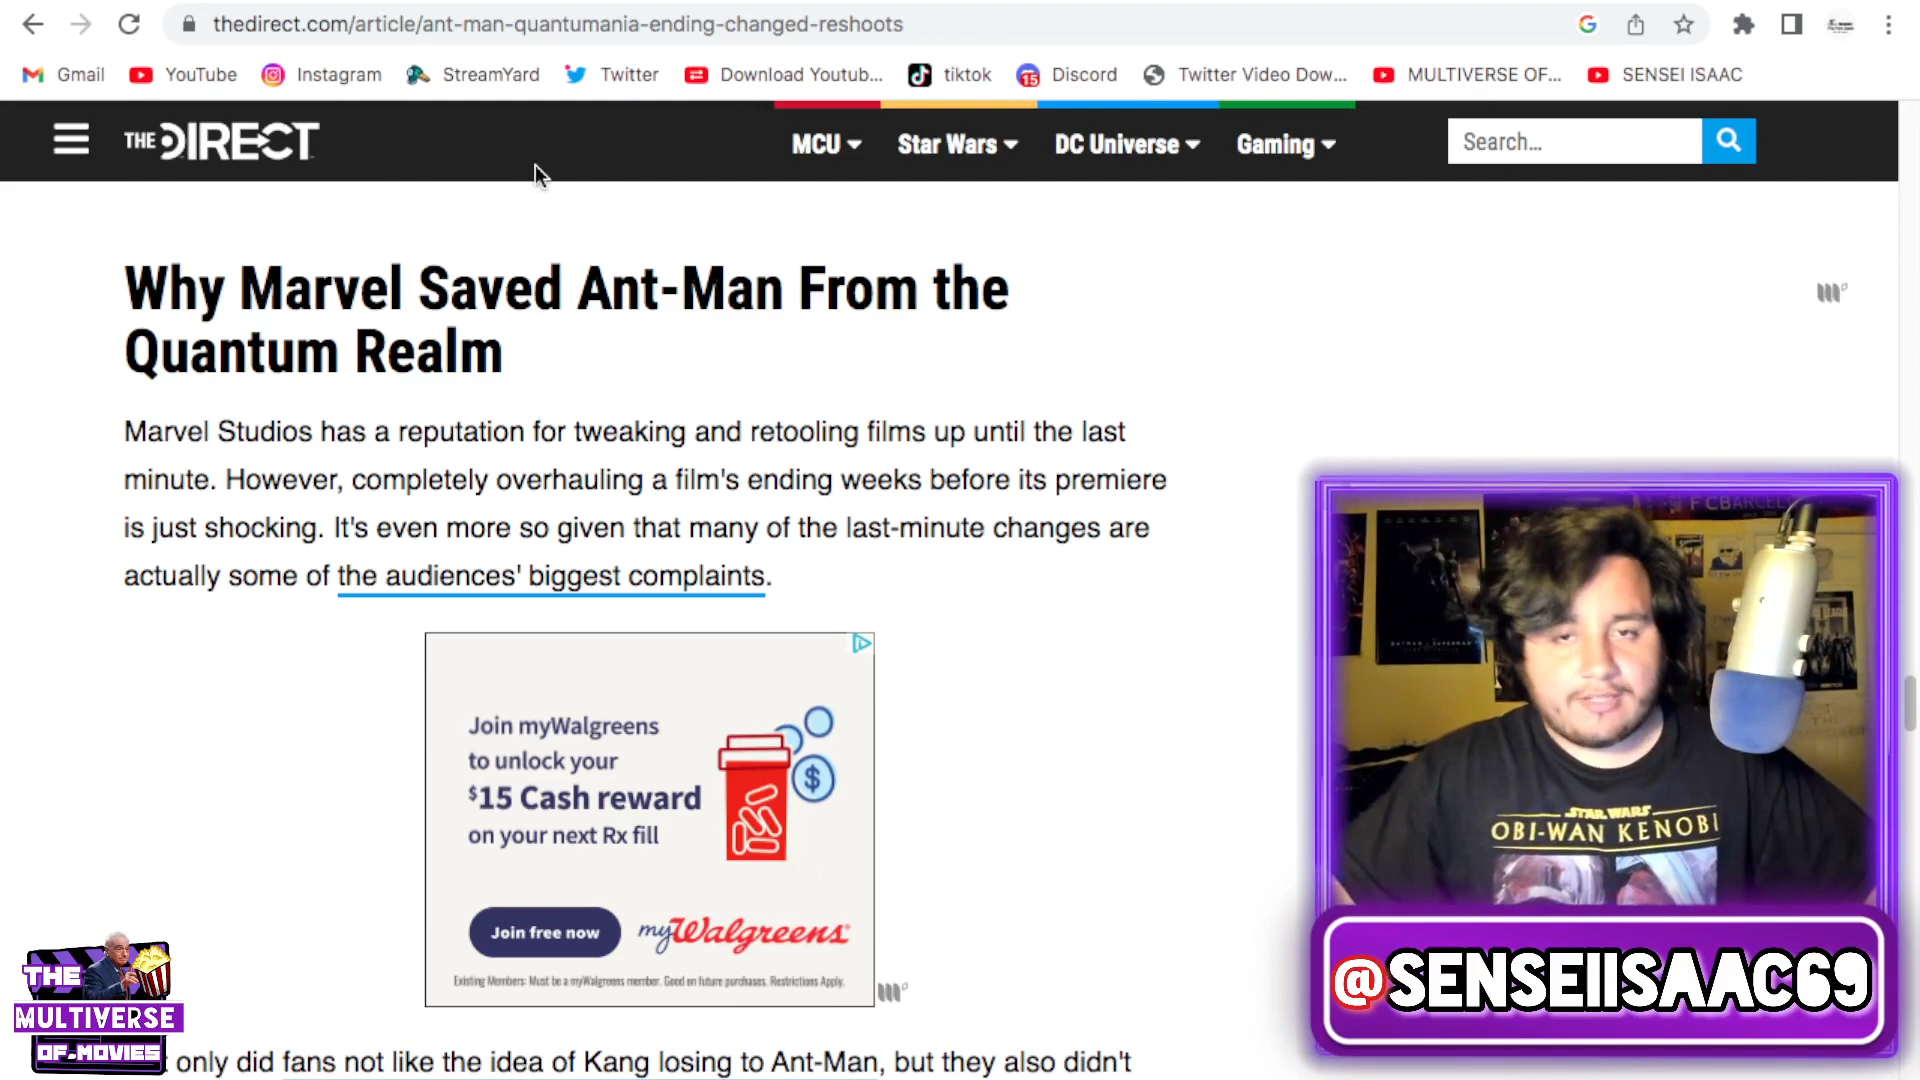 thedirect.com/article/ant-man-quantumania-ending-changed-reshoots
Gmail YouTube Instagram StreamYard Twitter Download Youtub... tiktok Discord Twitter Video Dow... MULTIVERSE OF... SENSEI ISAAC
15
THE DIRECT MCU Star Wars DC Universe Gaming Search...
Why Marvel Saved Ant-Man From the
Quantum Realm
Marvel Studios has a reputation for tweaking and retooling films up until the last
minute. However, completely overhauling a film's ending weeks before its premiere
is just shocking. It's even more so given that many of the last-minute changes are
actually some of the audiences' biggest complaints.
Join myWalgreens
to unlock your
$15 Cash reward
on your next Rx fill
$
Join free now myWalgreens
Existing Members: Must be a myWalgreens member. Good on future purchases. Restrictions Apply.
only did fans not like the idea of Kang losing to Ant-Man, but they also didn't
FCBARCEL
STAR WARS
OBI-WAN KENOBI
@SENSEIISAAC69
THE
MULTIVERSE
OF-MOVIES